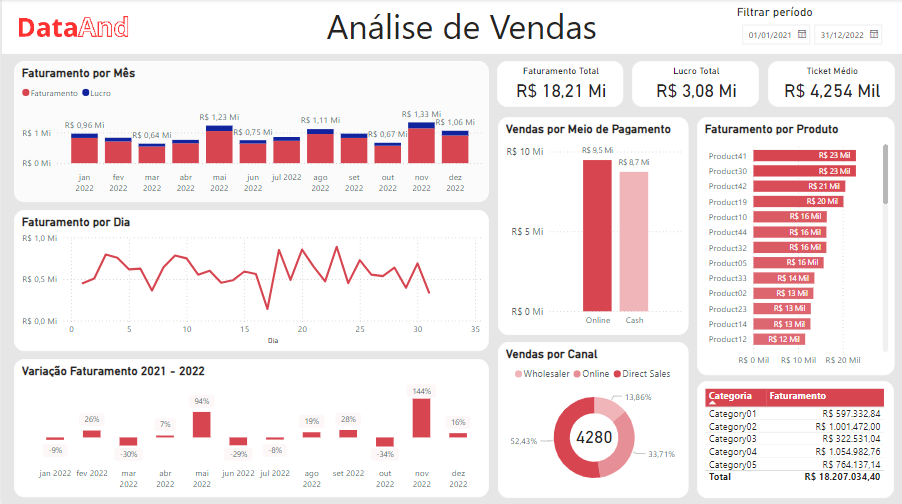 DataAnd
Análise de Vendas
Filtrar período
01/01/2021
31/12/2022
Faturamento por Mês
Faturamento Lucro
R$ 1 Mi
R$ 0 Mi
R$ 0,96 Mi
R$ 0,64 Mi
R$ 1,23 Mi
R$ 0,75 Mi
R$ 1,11 Mi
R$ 0,67 Mi
R$ 1,33 Mi
R$ 1,06 Mi
jan 2022
fev 2022
mar 2022
abr 2022
mai 2022
jun 2022
jul 2022
ago 2022
set 2022
out 2022
nov 2022
dez 2022
Faturamento Total
R$ 18,21 Mi
Lucro Total
R$ 3,08 Mi
Ticket Médio
R$ 4,254 Mil
Faturamento por Dia
R$ 1,0 Mi
R$ 0,5 Mi
R$ 0,0 Mi
0 5 10 15 20 25 30 35
Dia
Variação Faturamento 2021 - 2022
-9%
26%
-30%
7%
94%
-29%
-8%
19%
28%
-34%
144%
16%
jan 2022
fev 2022
mar 2022
abr 2022
mai 2022
jun 2022
jul 2022
ago 2022
set 2022
out 2022
nov 2022
dez 2022
Vendas por Meio de Pagamento
R$ 10 Mi
R$ 5 Mi
R$ 0 Mi
R$ 9,5 Mi
R$ 8,7 Mi
Online
Cash
Vendas por Canal
Wholesaler Online Direct Sales
13,86%
33,71%
52,43%
4280
Faturamento por Produto
Product41 R$ 23 Mil
Product30 R$ 23 Mil
Product42 R$ 21 Mil
Product19 R$ 20 Mil
Product10 R$ 16 Mil
Product44 R$ 16 Mil
Product32 R$ 16 Mil
Product05 R$ 16 Mil
Product33 R$ 14 Mil
Product02 R$ 13 Mil
Product23 R$ 13 Mil
Product14 R$ 13 Mil
Product12 R$ 12 Mil
R$ 0 Mil R$ 10 Mil R$ 20 Mil
Categoria Faturamento
Category01 R$ 597.332,84
Category02 R$ 1.001.472,00
Category03 R$ 322.531,04
Category04 R$ 1.054.982,76
Category05 R$ 764.137,14
Total R$ 18.207.034,40